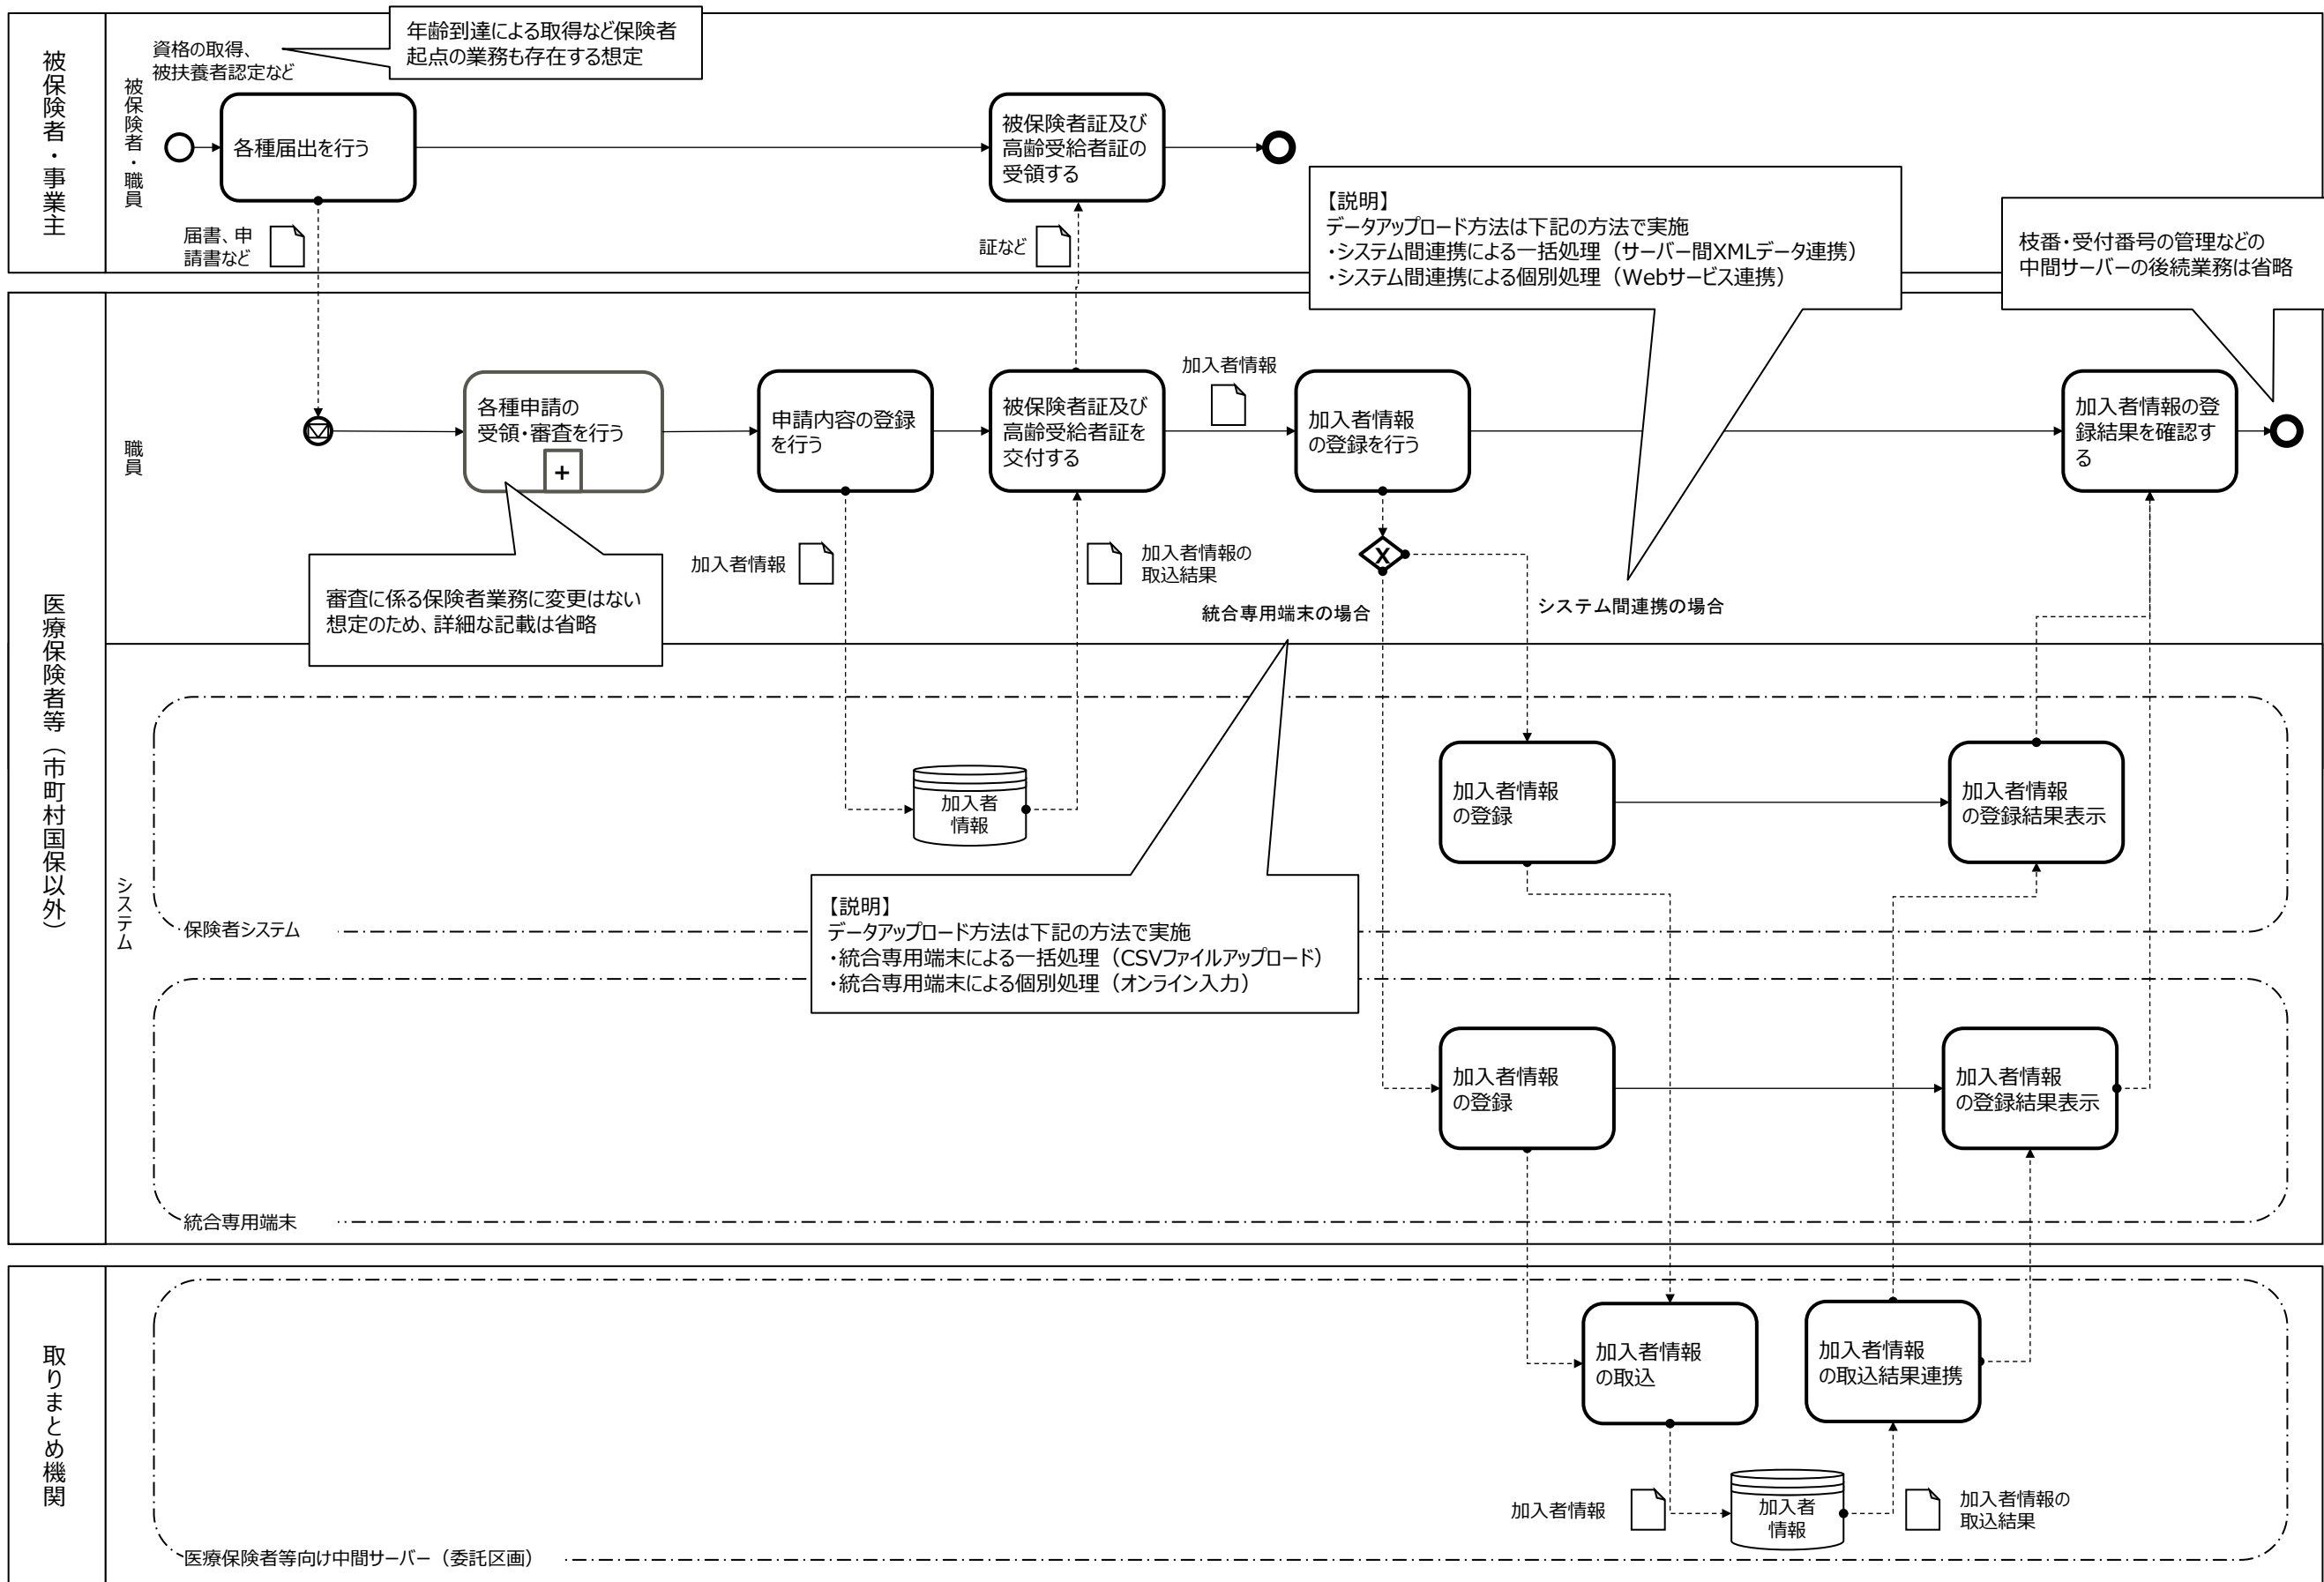 被保険者・事業主
被保険者・職員
資格の取得、
被扶養者認定など
年齢到達による取得など保険者
起点の業務も存在する想定
各種届出を行う
被保険者証及び
高齢受給者証の
受領する
届書、申
請書など
証など
【説明】
データアップロード方法は下記の方法で実施
・システム間連携による一括処理（サーバー間XMLデータ連携）
・システム間連携による個別処理（Webサービス連携）
枝番・受付番号の管理などの
中間サーバーの後続業務は省略
医療保険者等（市町村国保以外）
職員
各種申請の
受領・審査を行う
+
申請内容の登録
を行う
被保険者証及び
高齢受給者証を
交付する
加入者情報
加入者情報
の登録を行う
加入者情報の登
録結果を確認す
る
審査に係る保険者業務に変更はない
想定のため、詳細な記載は省略
加入者情報
加入者情報の
取込結果
X
統合専用端末の場合
システム間連携の場合
システム
加入者
情報
加入者情報
の登録
加入者情報
の登録結果表示
保険者システム
【説明】
データアップロード方法は下記の方法で実施
・統合専用端末による一括処理（CSVファイルアップロード）
・統合専用端末による個別処理（オンライン入力）
加入者情報
の登録
加入者情報
の登録結果表示
統合専用端末
取りまとめ機関
加入者情報
の取込
加入者情報
の取込結果連携
加入者情報
加入者
情報
加入者情報の
取込結果
医療保険者等向け中間サーバー（委託区画）